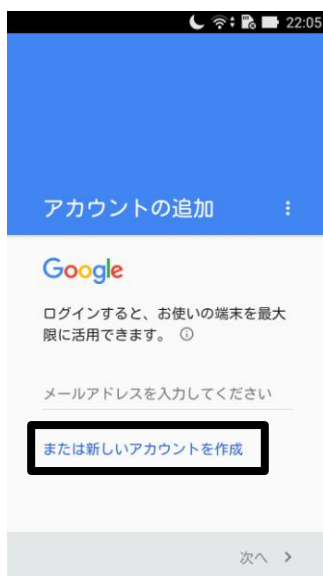 22:05
アカウントの追加
Google
ログインすると、お使いの端末を最大
限に活用できます。
メールアドレスを入力してください
または新しいアカウントを作成
次へ